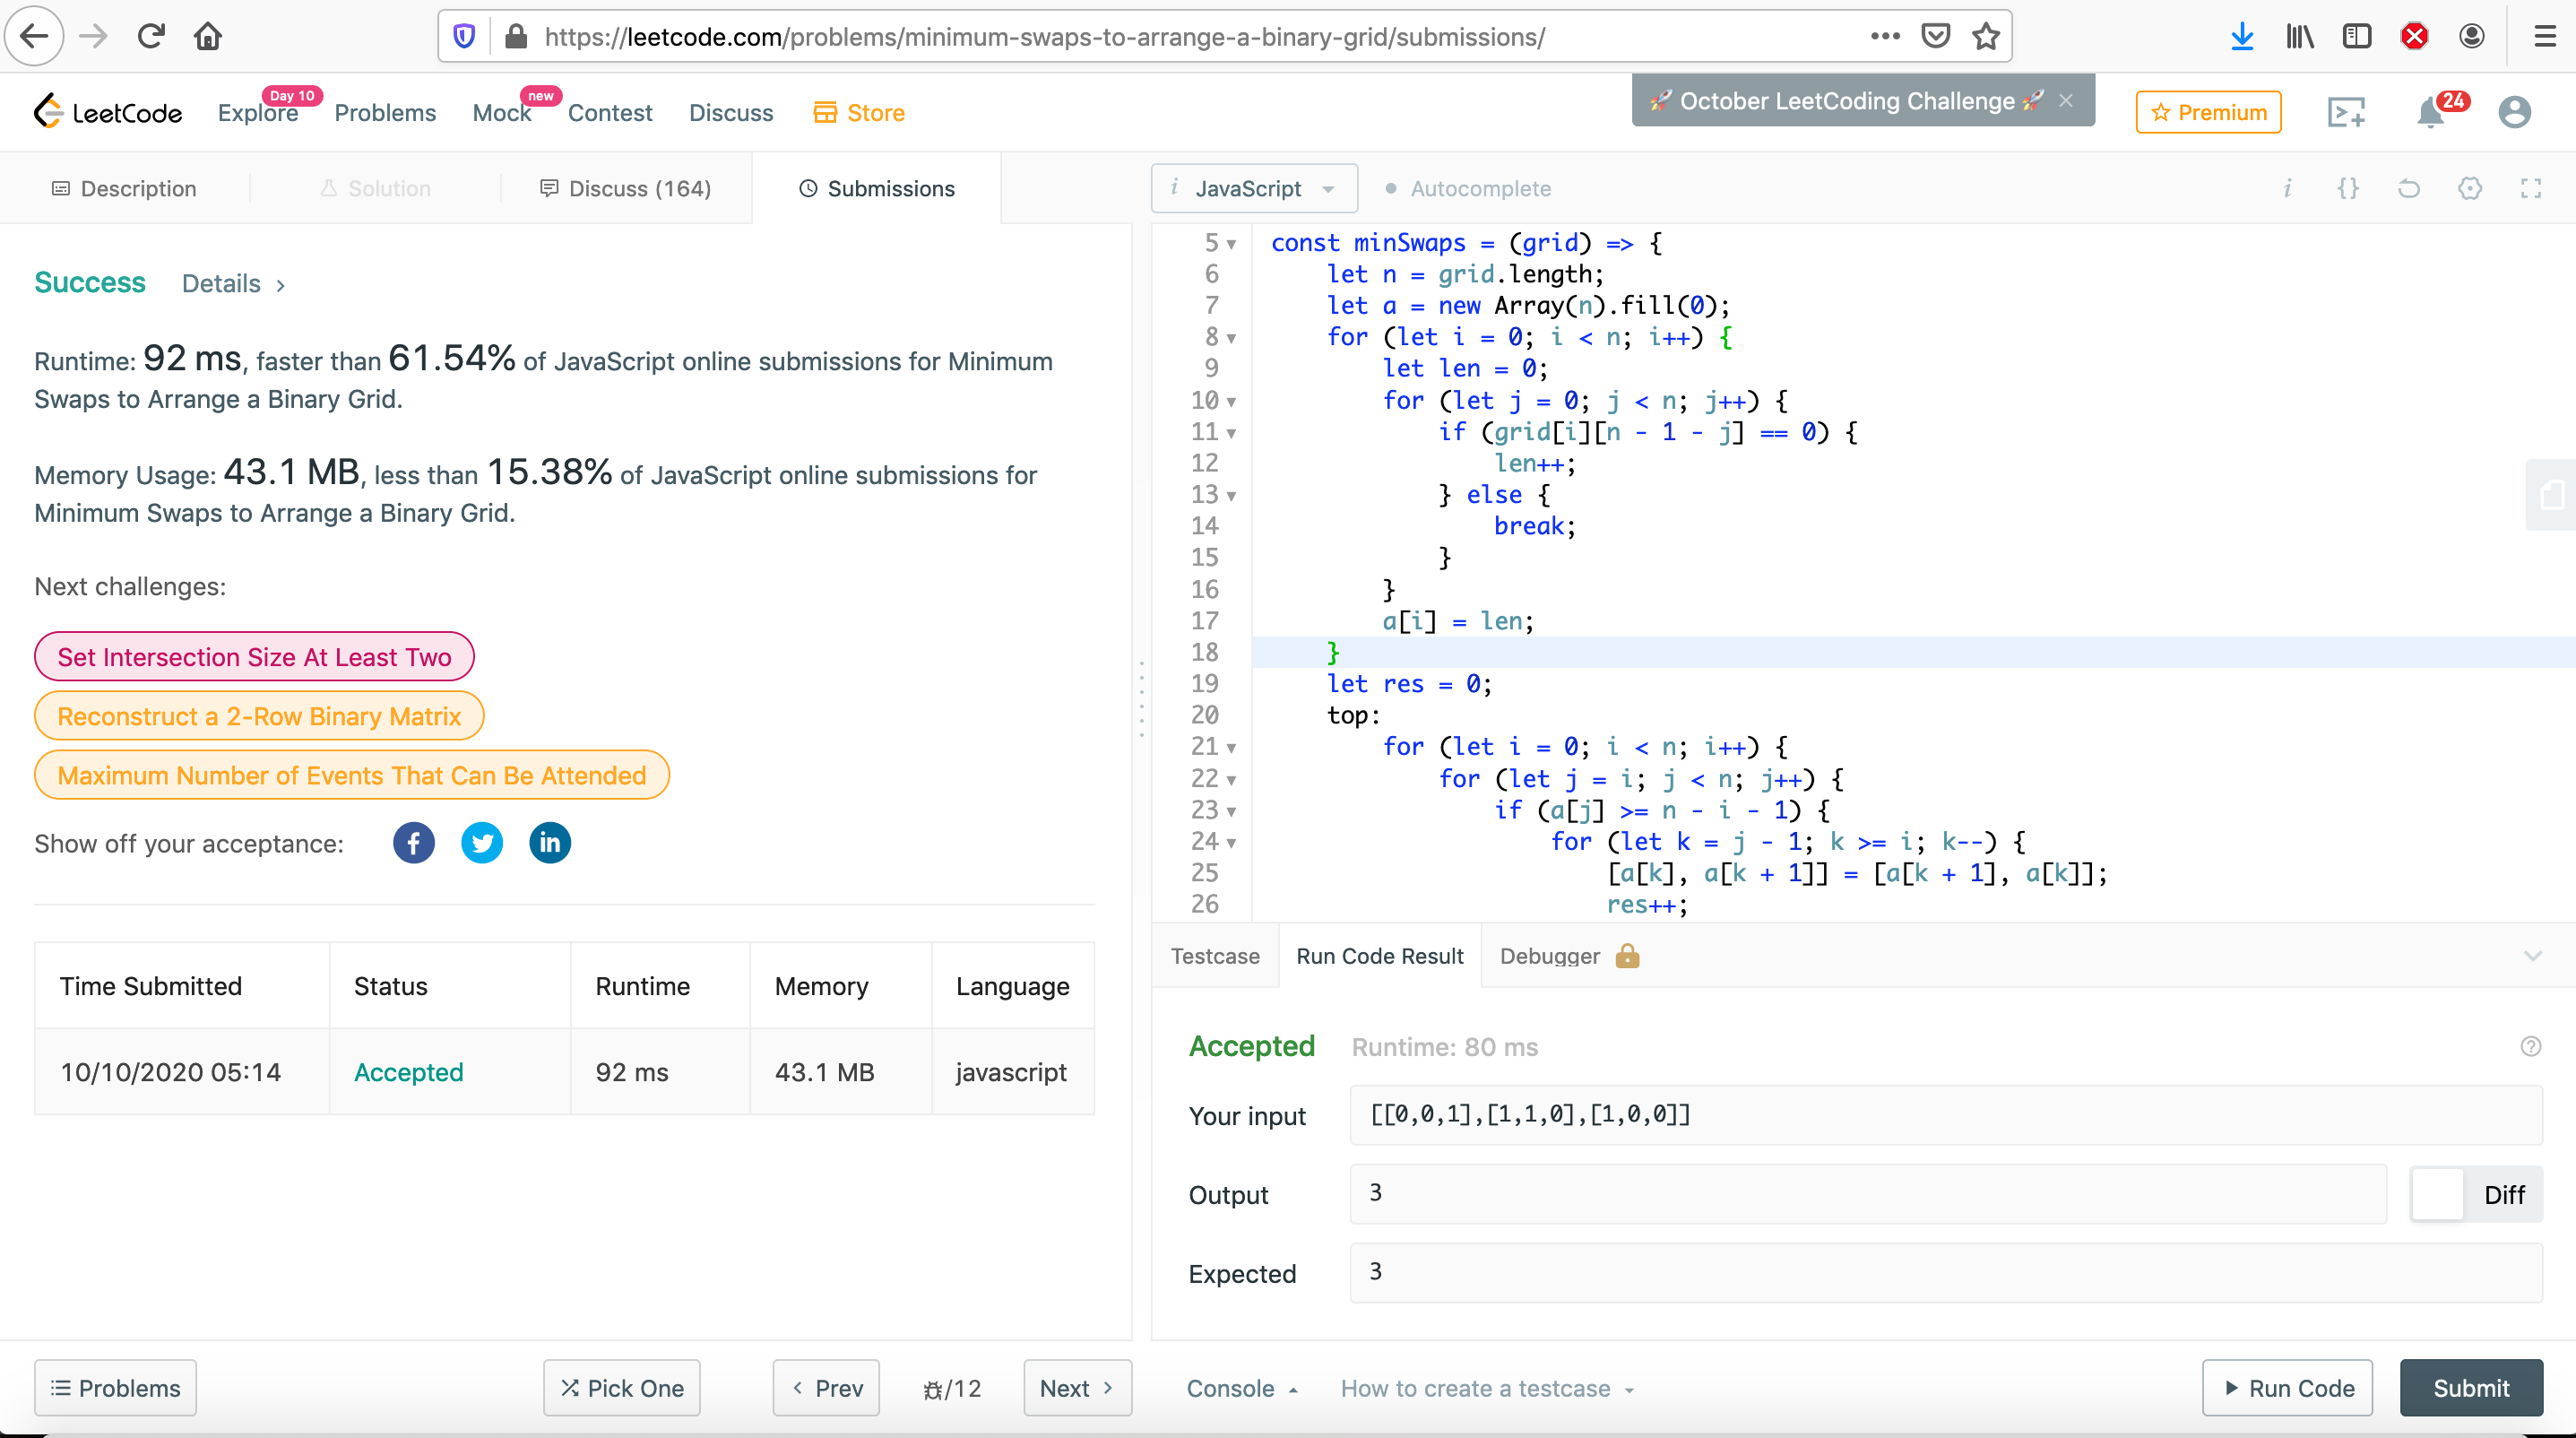 https://leetcode.com/problems/minimum-swaps-to-arrange-a-binary-grid/submissions/
LeetCode Explore Day 10 Problems Mock new Contest Discuss Store 🚀 October LeetCoding Challenge 🚀 × Premium 24
Description Solution Discuss (164) Submissions
Success Details >
Runtime: 92 ms, faster than 61.54% of JavaScript online submissions for Minimum
Swaps to Arrange a Binary Grid.
Memory Usage: 43.1 MB, less than 15.38% of JavaScript online submissions for
Minimum Swaps to Arrange a Binary Grid.
Next challenges:
Set Intersection Size At Least Two
Reconstruct a 2-Row Binary Matrix
Maximum Number of Events That Can Be Attended
Show off your acceptance: f in
Time Submitted Status Runtime Memory Language
10/10/2020 05:14 Accepted 92 ms 43.1 MB javascript
Problems Pick One < Prev /12 Next >
i JavaScript Autocomplete i {}
5 const minSwaps = (grid) => {
6 let n = grid.length;
7 let a = new Array(n).fill(0);
8 for (let i = 0; i < n; i++) {
9 let len = 0;
10 for (let j = 0; j < n; j++) {
11 if (grid[i][n - 1 - j] == 0) {
12 len++;
13 } else {
14 break;
15 }
16 }
17 a[i] = len;
18 }
19 let res = 0;
20 top:
21 for (let i = 0; i < n; i++) {
22 for (let j = i; j < n; j++) {
23 if (a[j] >= n - i - 1) {
24 for (let k = j - 1; k >= i; k--) {
25 [a[k], a[k + 1]] = [a[k + 1], a[k]];
26 res++;
Testcase Run Code Result Debugger
Accepted Runtime: 80 ms ?
Your input [[0,0,1],[1,1,0],[1,0,0]]
Output 3 Diff
Expected 3
Console How to create a testcase Run Code Submit